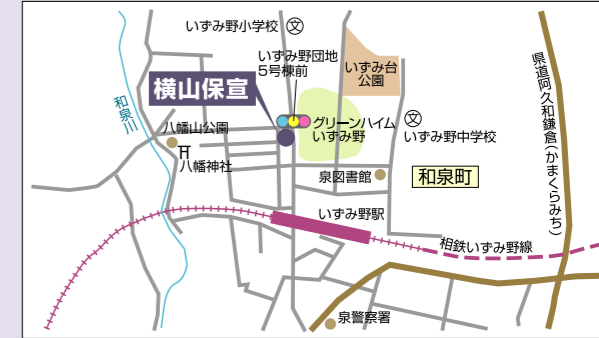 いずみ野小学校
文
いずみ野団地
5号棟前
いずみ台
公園
横山保宣
和泉川
八幡山公園
八幡神社
グリーンハイム
いずみ野
文
いずみ野中学校
泉図書館
和泉町
いずみ野駅
相鉄いずみ野線
県道阿久和鎌倉(かまくらみち)
泉警察署